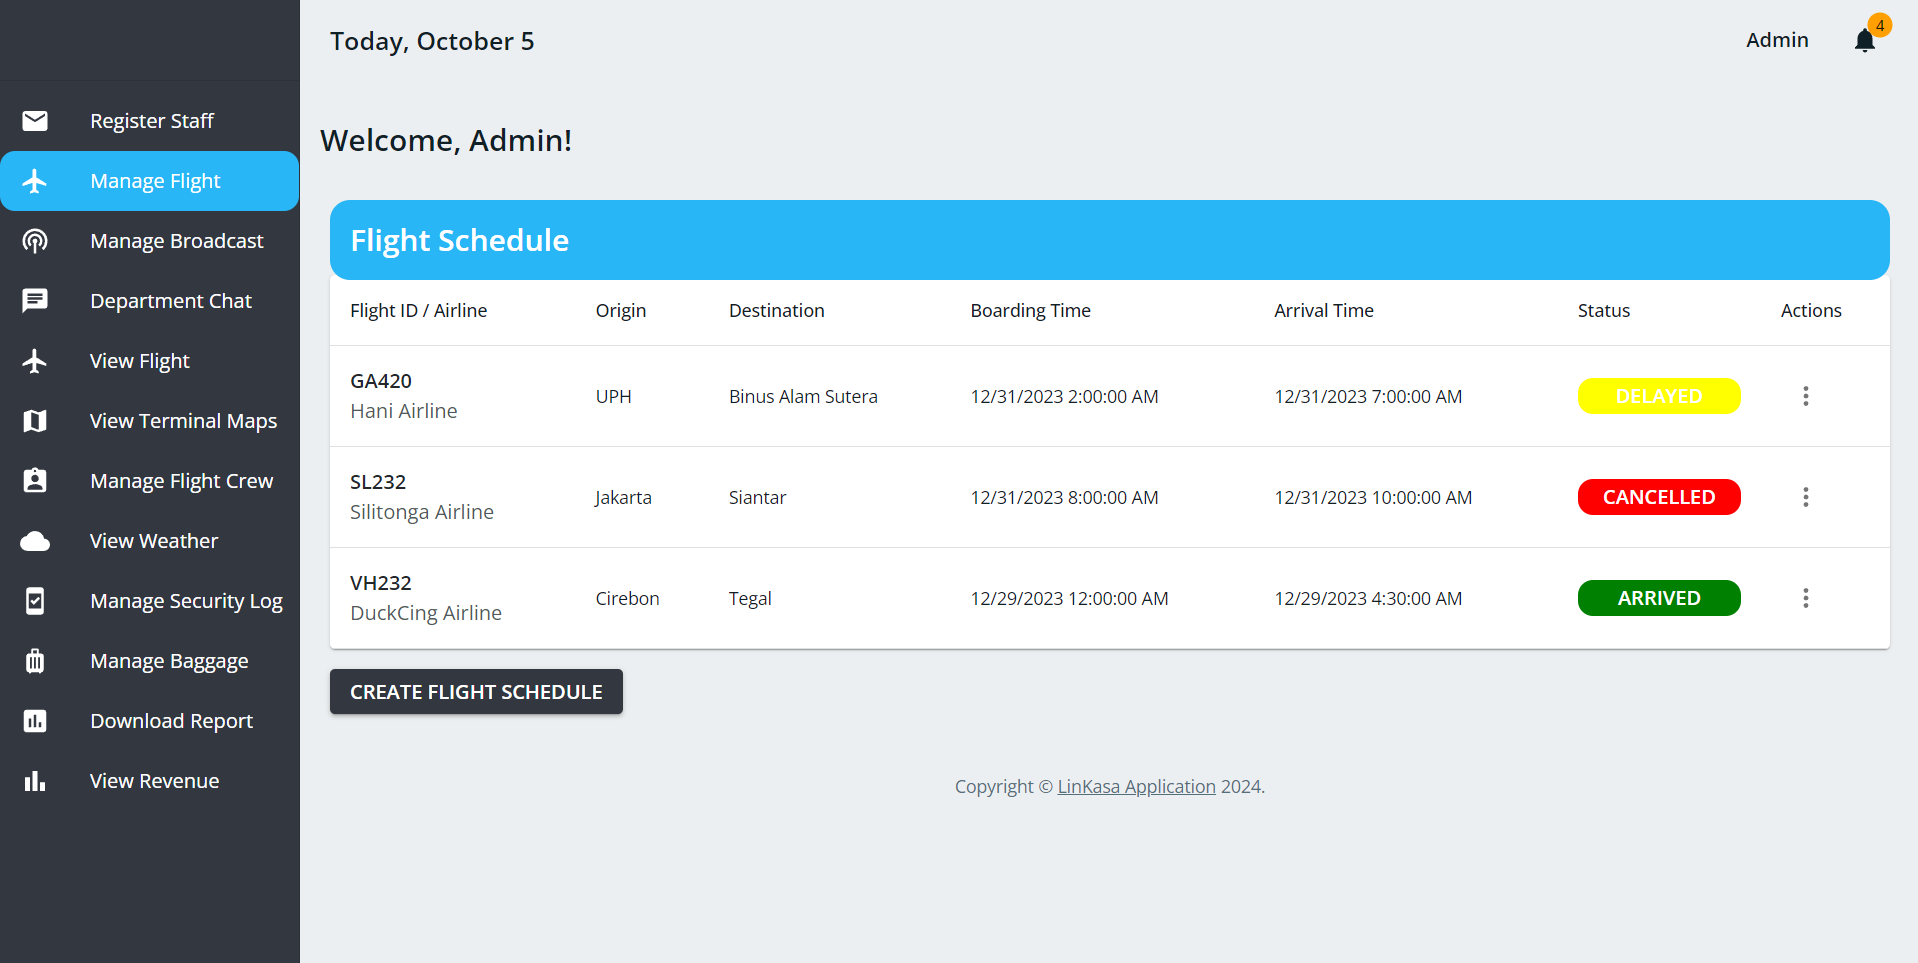 Today, October 5
Admin
4
Register Staff
Manage Flight
Manage Broadcast
Department Chat
View Flight
View Terminal Maps
Manage Flight Crew
View Weather
Manage Security Log
Manage Baggage
Download Report
View Revenue
Welcome, Admin!
Flight Schedule
Flight ID / Airline Origin Destination Boarding Time Arrival Time Status Actions
GA420
Hani Airline
UPH Binus Alam Sutera 12/31/2023 2:00:00 AM 12/31/2023 7:00:00 AM DELAYED
SL232
Silitonga Airline
Jakarta Siantar 12/31/2023 8:00:00 AM 12/31/2023 10:00:00 AM CANCELLED
VH232
DuckCing Airline
Cirebon Tegal 12/29/2023 12:00:00 AM 12/29/2023 4:30:00 AM ARRIVED
CREATE FLIGHT SCHEDULE
Copyright © LinKasa Application 2024.